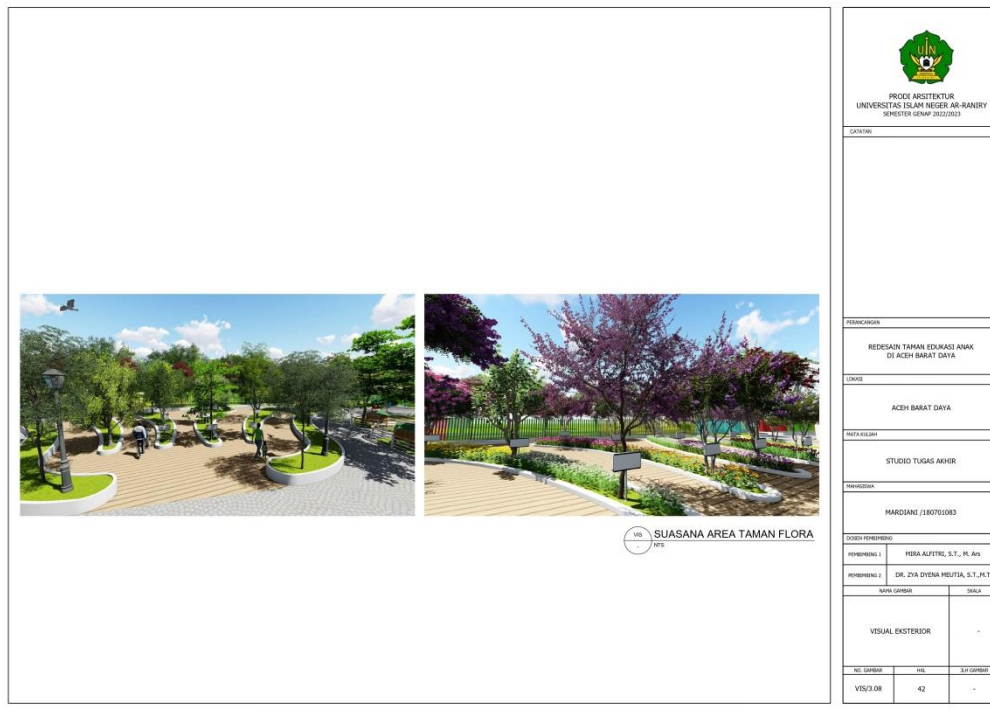 VIS
-
SUASANA AREA TAMAN FLORA
NTS
UIN
PRODI ARSITEKTUR
UNIVERSITAS ISLAM NEGER AR-RANIRY
SEMESTER GENAP 2022/2023
CATATAN
PERANCANGAN
REDESAIN TAMAN EDUKASI ANAK
DI ACEH BARAT DAYA
LOKASI
ACEH BARAT DAYA
MATA KULIAH
STUDIO TUGAS AKHIR
MAHASISWA
MARDIANI /180701083
DOSEN PEMBIMBING
PEMBIMBING 1
MIRA ALFITRI, S.T., M. Ars
PEMBIMBING 2
DR. ZYA DYENA MEUTIA, S.T.,M.T
NAMA GAMBAR
SKALA
VISUAL EKSTERIOR
-
NO. GAMBAR
HAL
JLH GAMBAR
VIS/3.08
42
-